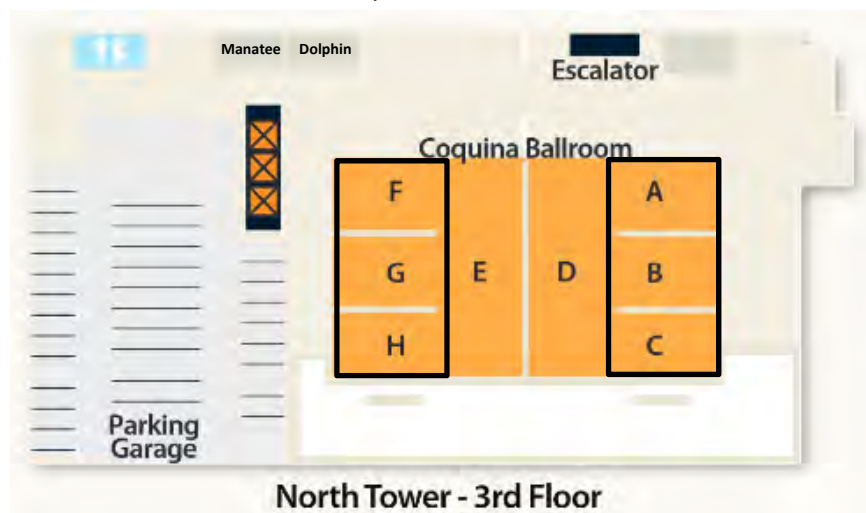 Manatee Dolphin
Escalator
Coquina Ballroom
F A
G E D B
H C
Parking
Garage
North Tower - 3rd Floor